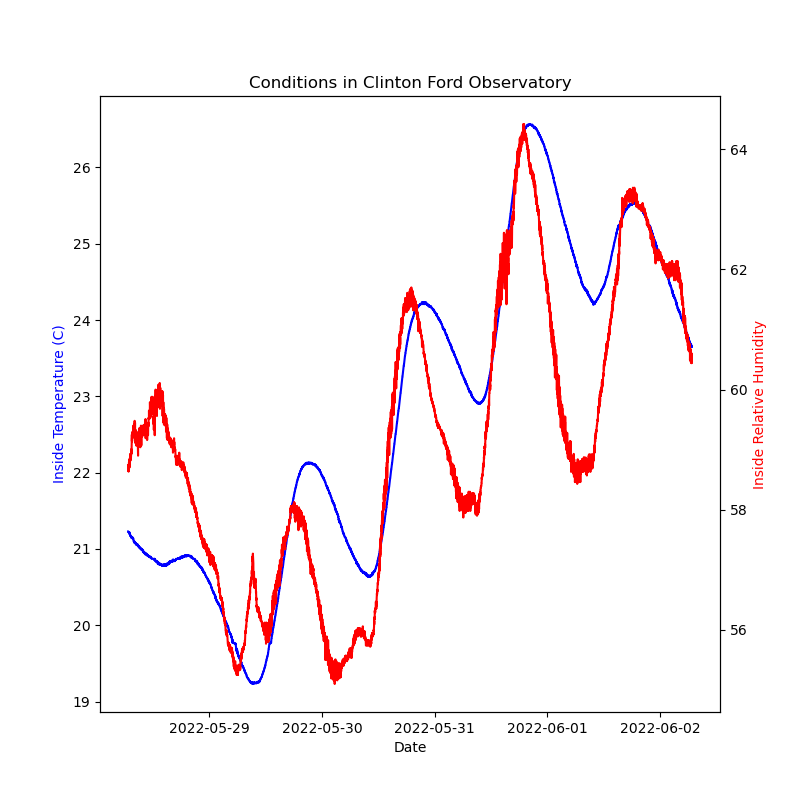 Conditions in Clinton Ford Observatory
26
25
24
23
22
21
20
19
Inside Temperature (C)
64
62
60
58
56
Inside Relative Humidity
2022-05-29 2022-05-30 2022-05-31 2022-06-01 2022-06-02
Date